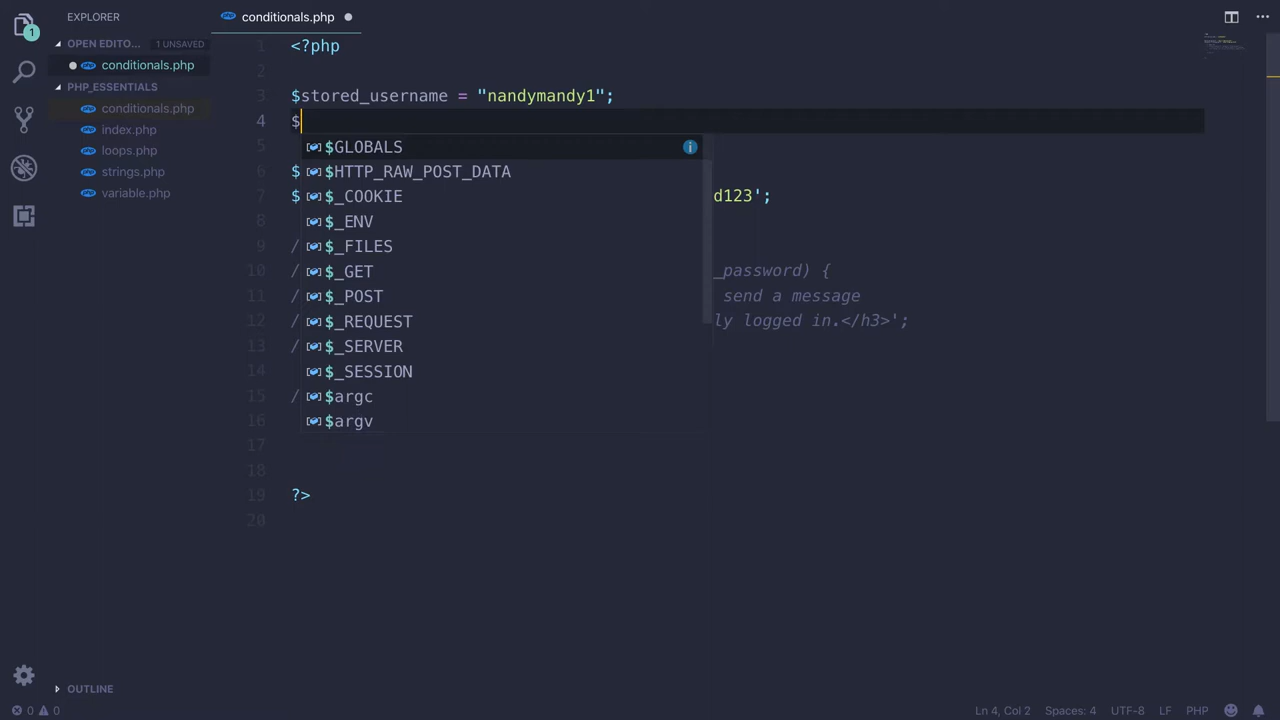 EXPLORER
conditionals.php
OPEN EDITO... 1 UNSAVED
conditionals.php
PHP_ESSENTIALS
conditionals.php
index.php
loops.php
strings.php
variable.php
OUTLINE
1
1 <?php
2
3 $stored_username = "nandymandy1";
4 $
5 $GLOBALS
6 $ $HTTP_RAW_POST_DATA
7 $ $_COOKIE d123';
8 $_ENV
9 / $_FILES
10 / $_GET _password) {
11 / $_POST send a message
12 / $_REQUEST ly logged in.</h3>';
13 / $_SERVER
14 $_SESSION
15 / $argc
16 $argv
17
18
19 ?>
20
0 0
Ln 4, Col 2 Spaces: 4 UTF-8 LF PHP